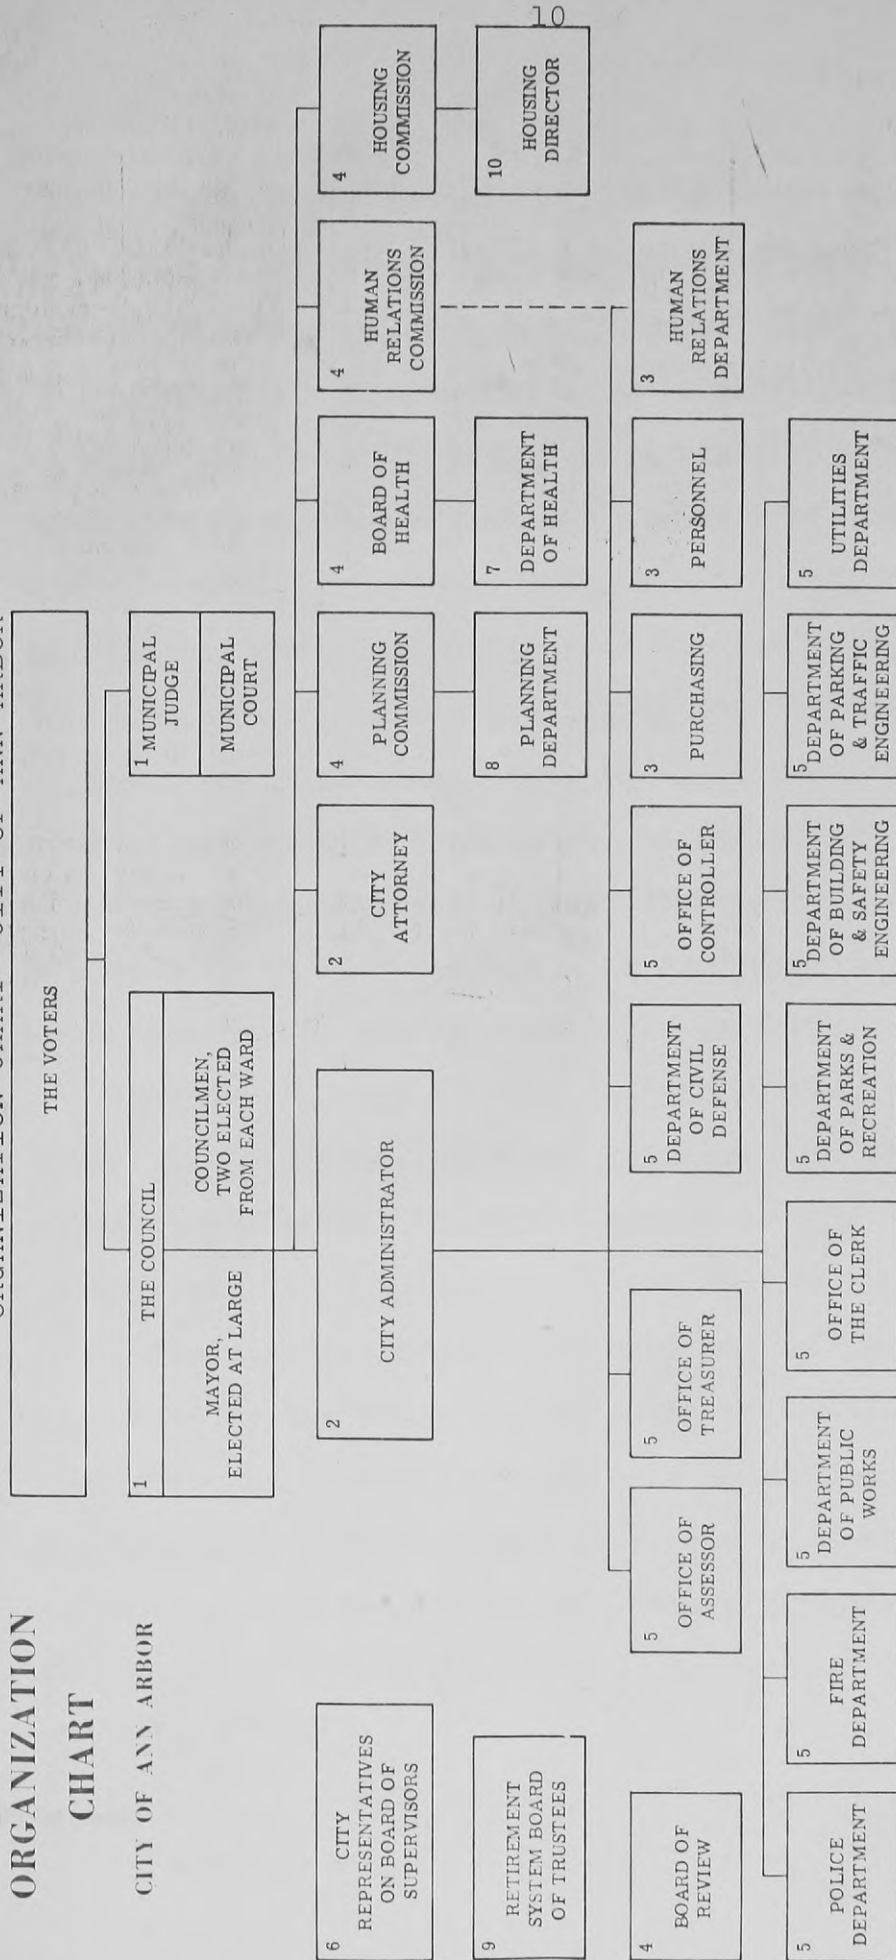 10
ORGANIZATION CHART CITY OF ANN ARBOR
ORGANIZATION
CHART
CITY OF ANN ARBOR
THE VOTERS
1
THE COUNCIL
MAYOR,
ELECTED AT LARGE
COUNCILMEN,
TWO ELECTED
FROM EACH WARD
1 MUNICIPAL
JUDGE
MUNICIPAL
COURT
6
CITY
REPRESENTATIVES
ON BOARD OF
SUPERVISORS
2
CITY ADMINISTRATOR
2
CITY
ATTORNEY
4
PLANNING
COMMISSION
4
BOARD OF
HEALTH
4
HUMAN
RELATIONS
COMMISSION
4
HOUSING
COMMISSION
9
RETIREMENT
SYSTEM BOARD
OF TRUSTEES
8
PLANNING
DEPARTMENT
7
DEPARTMENT
OF HEALTH
10
HOUSING
DIRECTOR
4
BOARD OF
REVIEW
5
OFFICE OF
ASSESSOR
5
OFFICE OF
TREASURER
5
DEPARTMENT
OF CIVIL
DEFENSE
5
OFFICE OF
CONTROLLER
3
PURCHASING
3
PERSONNEL
3
HUMAN
RELATIONS
DEPARTMENT
5
POLICE
DEPARTMENT
5
FIRE
DEPARTMENT
5
DEPARTMENT
OF PUBLIC
WORKS
5
OFFICE OF
THE CLERK
5
DEPARTMENT
OF PARKS &
RECREATION
5
DEPARTMENT
OF BUILDING
& SAFETY
ENGINEERING
5
DEPARTMENT
OF PARKING
& TRAFFIC
ENGINEERING
5
UTILITIES
DEPARTMENT